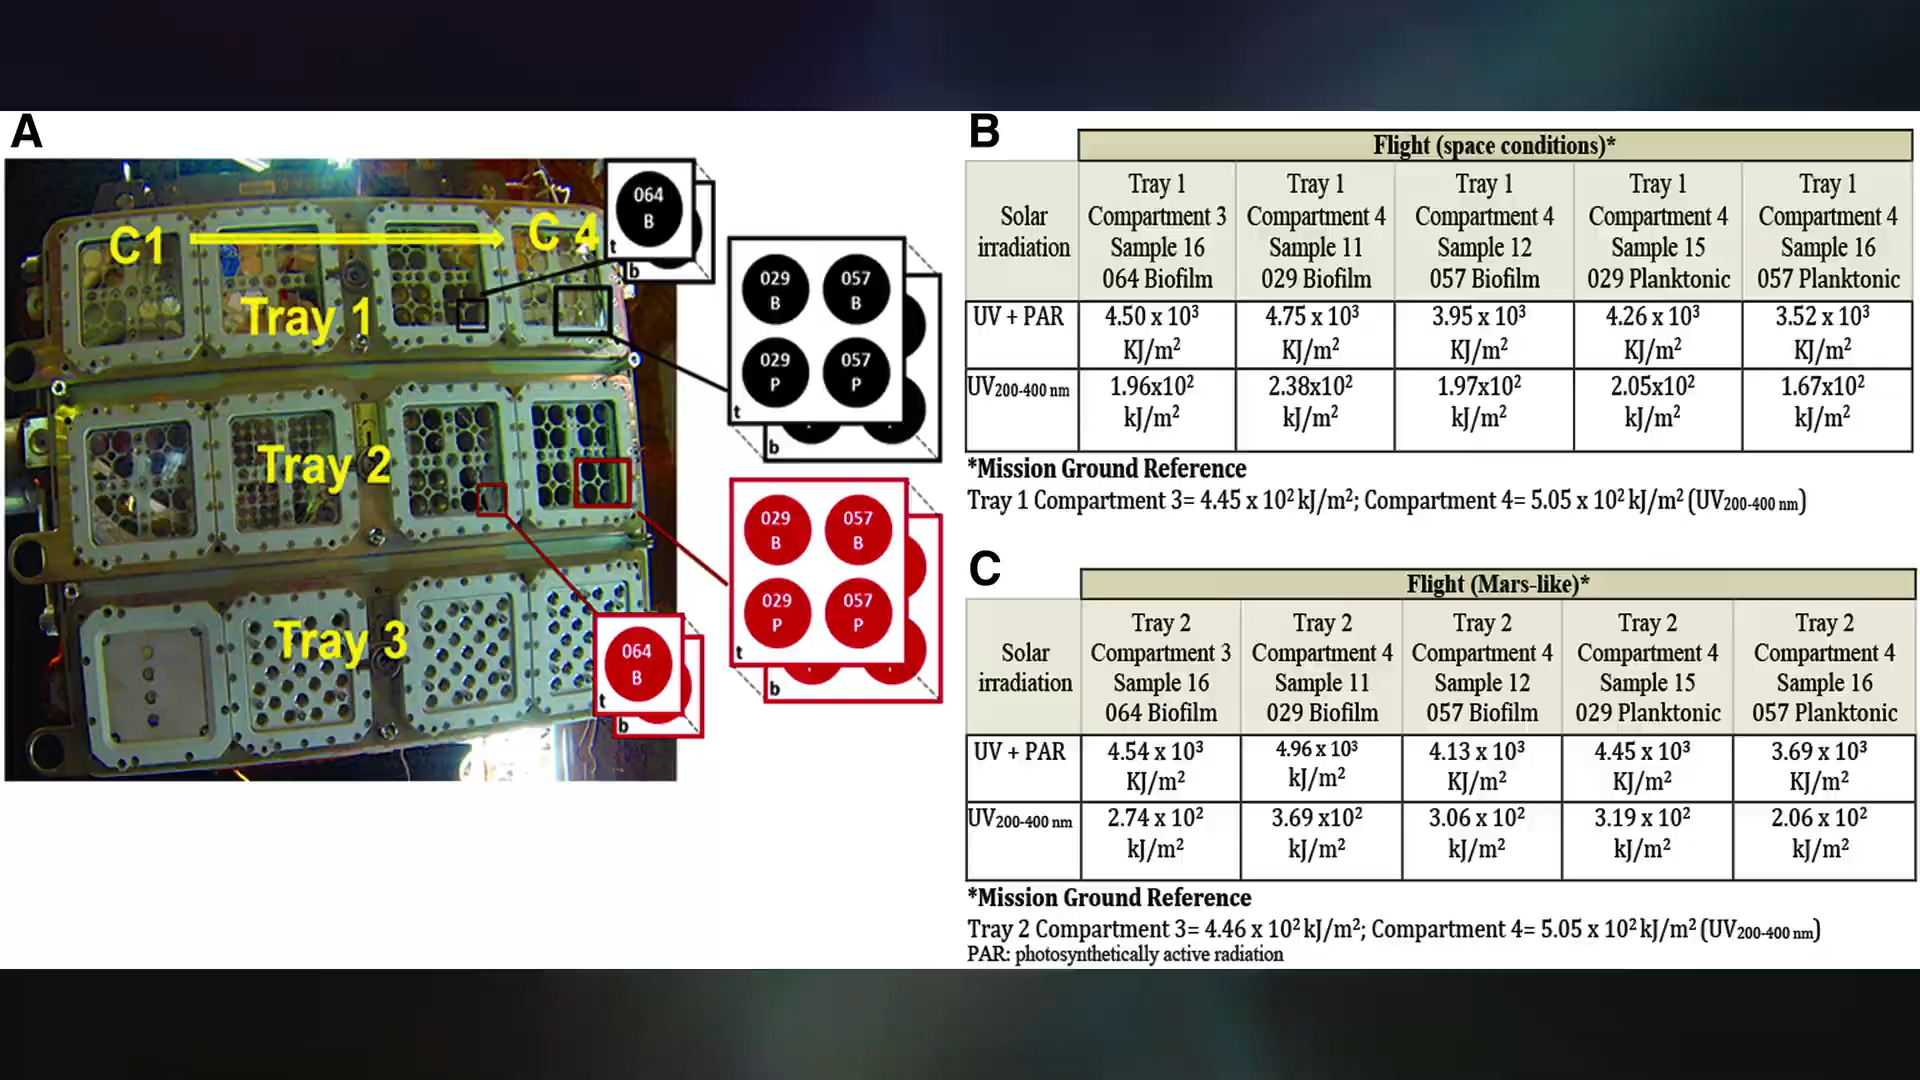 A
C1
C 4
Tray 1
Tray 2
Tray 3
064
B
t
b
029
B
057
B
029
P
057
P
t
b
029
B
057
B
029
P
057
P
t
b
064
B
t
b
B
Flight (space conditions)*
Solar irradiation
Tray 1 Compartment 3 Sample 16 064 Biofilm
Tray 1 Compartment 4 Sample 11 029 Biofilm
Tray 1 Compartment 4 Sample 12 057 Biofilm
Tray 1 Compartment 4 Sample 15 029 Planktonic
Tray 1 Compartment 4 Sample 16 057 Planktonic
UV + PAR
4.50 x 10³ KJ/m²
4.75 x 10³ KJ/m²
3.95 x 10³ KJ/m²
4.26 x 10³ KJ/m²
3.52 x 10³ KJ/m²
UV200-400 nm
1.96x10² kJ/m²
2.38x10² kJ/m²
1.97x10² kJ/m²
2.05x10² kJ/m²
1.67x10² kJ/m²
*Mission Ground Reference
Tray 1 Compartment 3= 4.45 x 10² kJ/m²; Compartment 4= 5.05 x 10² kJ/m² (UV200-400 nm)
C
Flight (Mars-like)*
Solar irradiation
Tray 2 Compartment 3 Sample 16 064 Biofilm
Tray 2 Compartment 4 Sample 11 029 Biofilm
Tray 2 Compartment 4 Sample 12 057 Biofilm
Tray 2 Compartment 4 Sample 15 029 Planktonic
Tray 2 Compartment 4 Sample 16 057 Planktonic
UV + PAR
4.54 x 10³ KJ/m²
4.96 x 10³ kJ/m²
4.13 x 10³ KJ/m²
4.45 x 10³ KJ/m²
3.69 x 10³ KJ/m²
UV200-400 nm
2.74 x 10² kJ/m²
3.69 x10² kJ/m²
3.06 x 10² kJ/m²
3.19 x 10² kJ/m²
2.06 x 10² kJ/m²
*Mission Ground Reference
Tray 2 Compartment 3= 4.46 x 10² kJ/m²; Compartment 4= 5.05 x 10² kJ/m² (UV200-400 nm)
PAR: photosynthetically active radiation